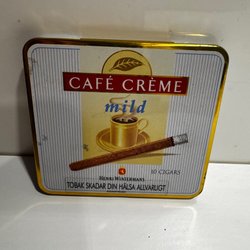 CAFÉ CRÈME
mild
10 CIGARS
HENRI WINTERMANS
TOBAK SKADAR DIN HÄLSA ALLVARLIGT